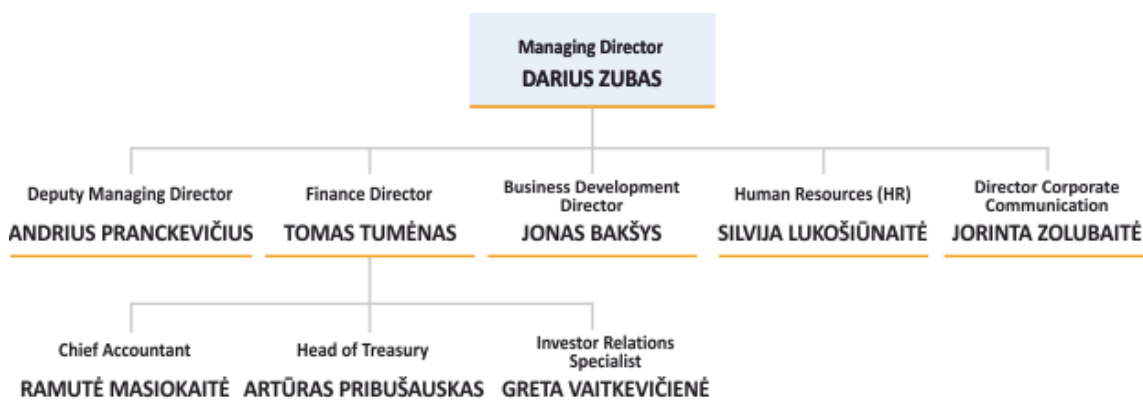 Managing Director
DARIUS ZUBAS
Deputy Managing Director
ANDRIUS PRANCKEVIČIUS
Finance Director
TOMAS TUMĖNAS
Business Development
Director
JONAS BAKŠYS
Human Resources (HR)
SILVIJA LUKOŠIŪNAITĖ
Director Corporate
Communication
JORINTA ZOLUBAITĖ
Chief Accountant
RAMUTĖ MASIOKAITĖ
Head of Treasury
ARTŪRAS PRIBUŠAUSKAS
Investor Relations
Specialist
GRETA VAITKEVIČIENĖ